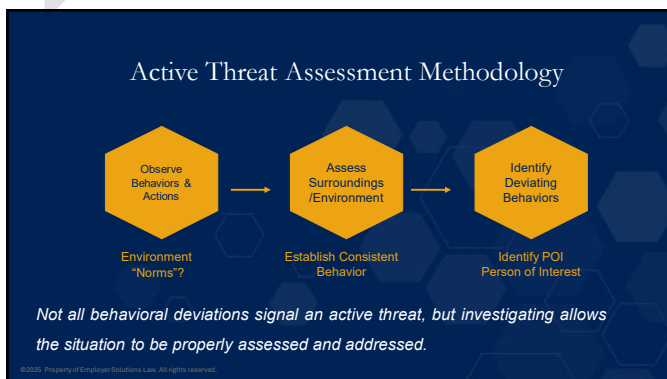 Active Threat Assessment Methodology
Observe
Behaviors &
Actions
Assess
Surroundings
/Environment
Identify
Deviating
Behaviors
Environment
“Norms”?
Establish Consistent
Behavior
Identify POI
Person of Interest
Not all behavioral deviations signal an active threat, but investigating allows
the situation to be properly assessed and addressed.
©2025 Property of Employer Solutions Law. All rights reserved.